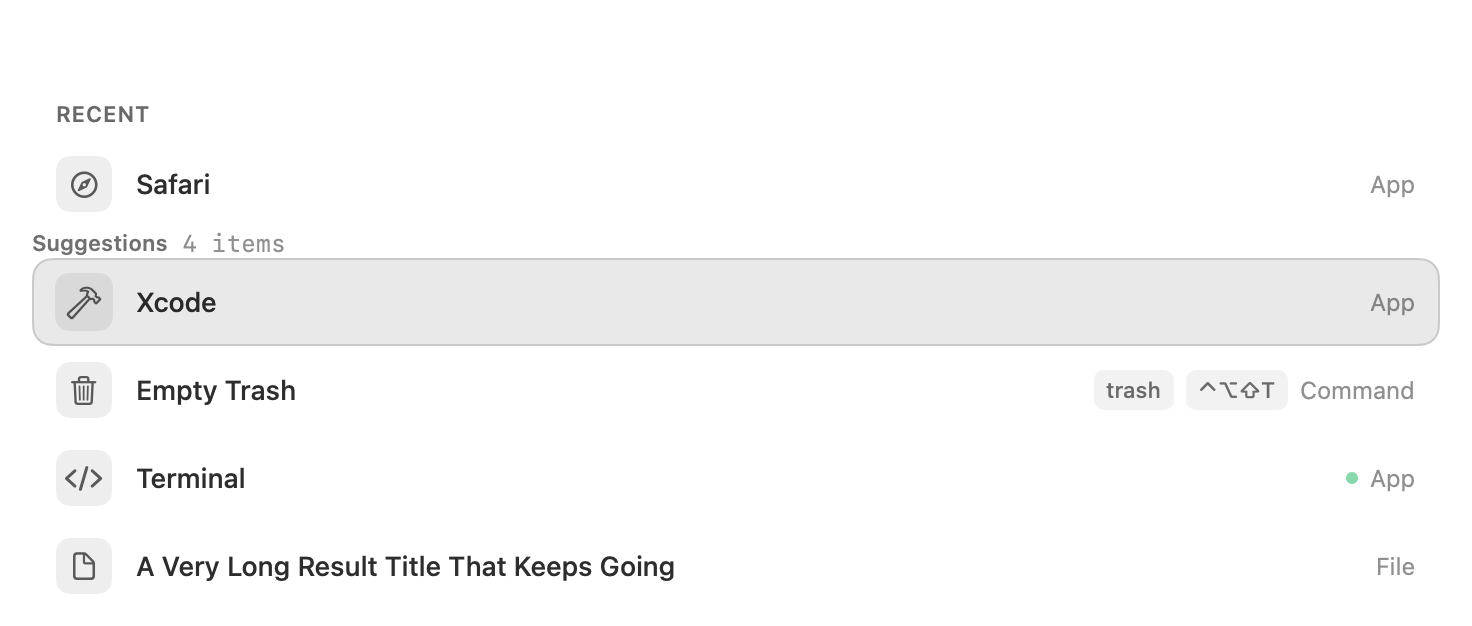 RECENT
Safari App
Suggestions 4 items
Xcode App
Empty Trash trash ^⌥⇧T Command
Terminal App
A Very Long Result Title That Keeps Going File